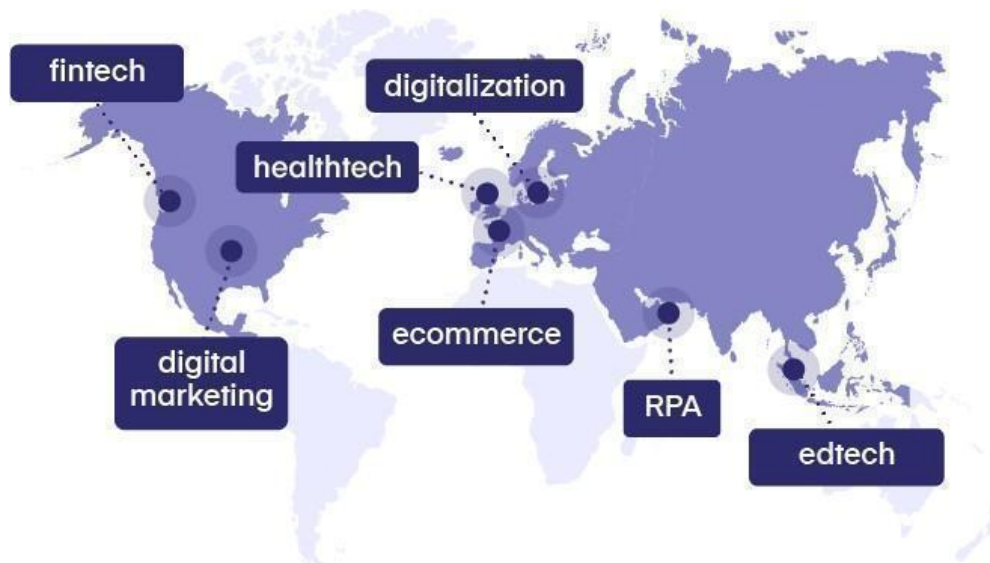 fintech
digitalization
healthtech
ecommerce
digital
marketing
RPA
edtech